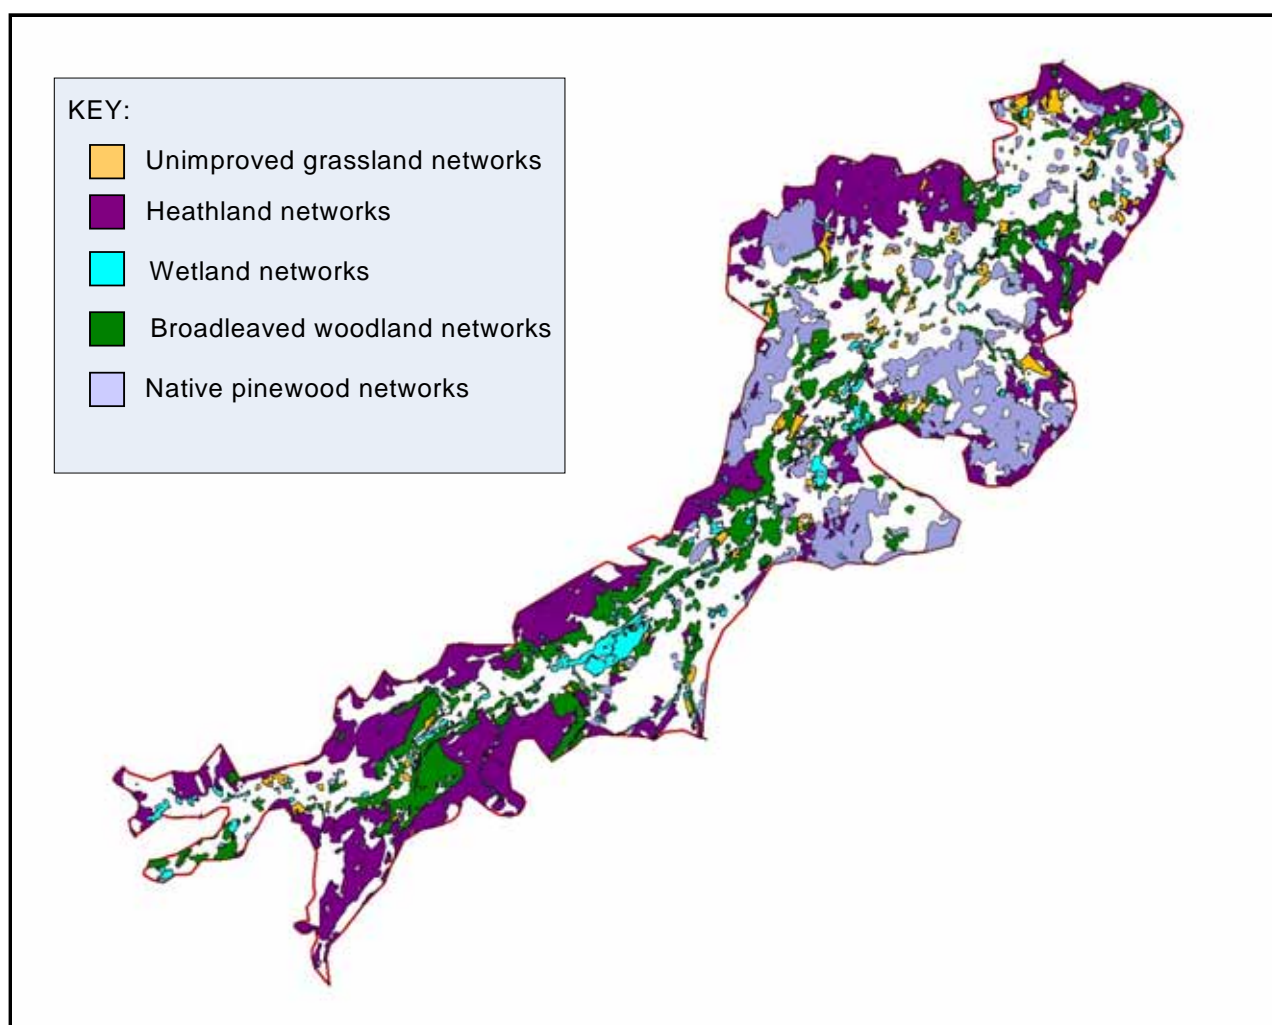 KEY:
Unimproved grassland networks
Heathland networks
Wetland networks
Broadleaved woodland networks
Native pinewood networks